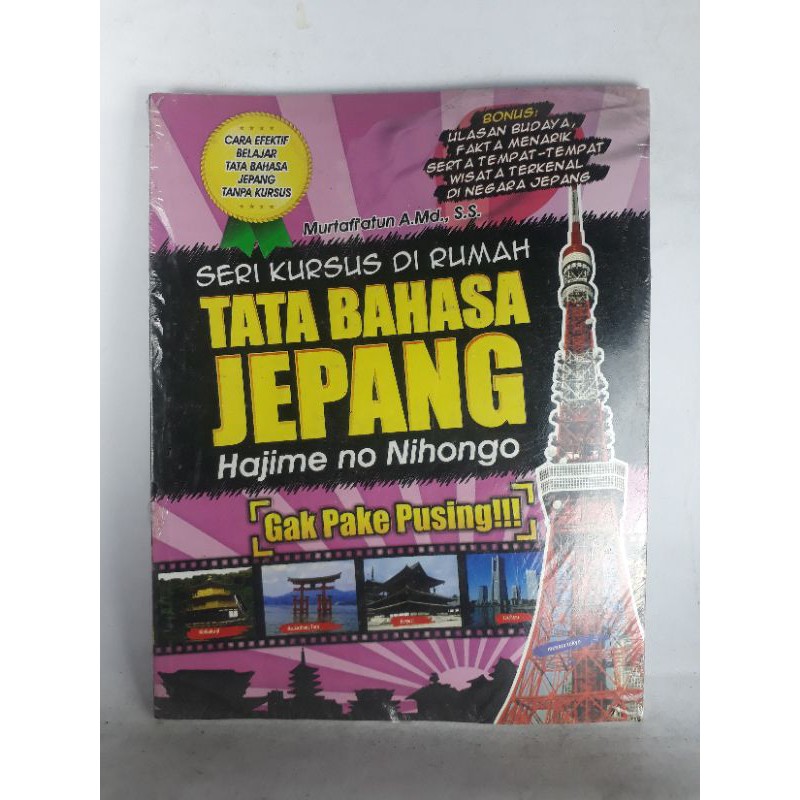 CARA EFEKTIF
BELAJAR
TATA BAHASA
JEPANG
TANPA KURSUS
BONUS:
ULASAN BUDAYA,
FAKTA MENARIK
SERTA TEMPAT-TEMPAT
WISATA TERKENAL
DI NEGARA JEPANG
Murtafi'atun A.Md., S.S.
SERI KURSUS DI RUMAH
TATA BAHASA
JEPANG
Hajime no Nihongo
Gak Pake Pusing!!!